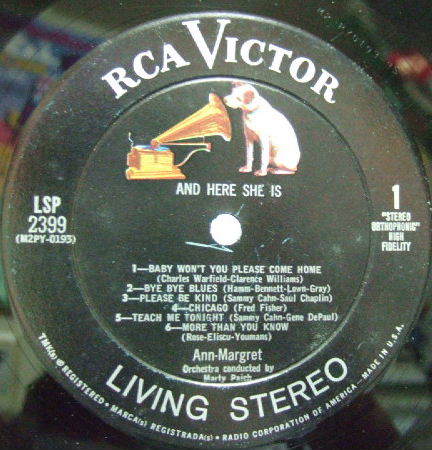 RCA VICTOR
AND HERE SHE IS
LSP
2399
(M2PY-0193)
1
"STEREO
ORTHOPHONIC"
HIGH
FIDELITY
1—BABY WON'T YOU PLEASE COME HOME
(Charles Warfield-Clarence Williams)
2—BYE BYE BLUES (Hamm-Bennett-Lown-Gray)
3—PLEASE BE KIND (Sammy Cahn-Saul Chaplin)
4—CHICAGO (Fred Fisher)
5—TEACH ME TONIGHT (Sammy Cahn-Gene DePaul)
6—MORE THAN YOU KNOW
(Rose-Eliscu-Youmans)
Ann-Margret
Orchestra conducted by
Marty Paich
LIVING STEREO
TMK(s) ® REGISTERED • MARCA(s) REGISTRADA(s) • RADIO CORPORATION OF AMERICA — MADE IN U.S.A.